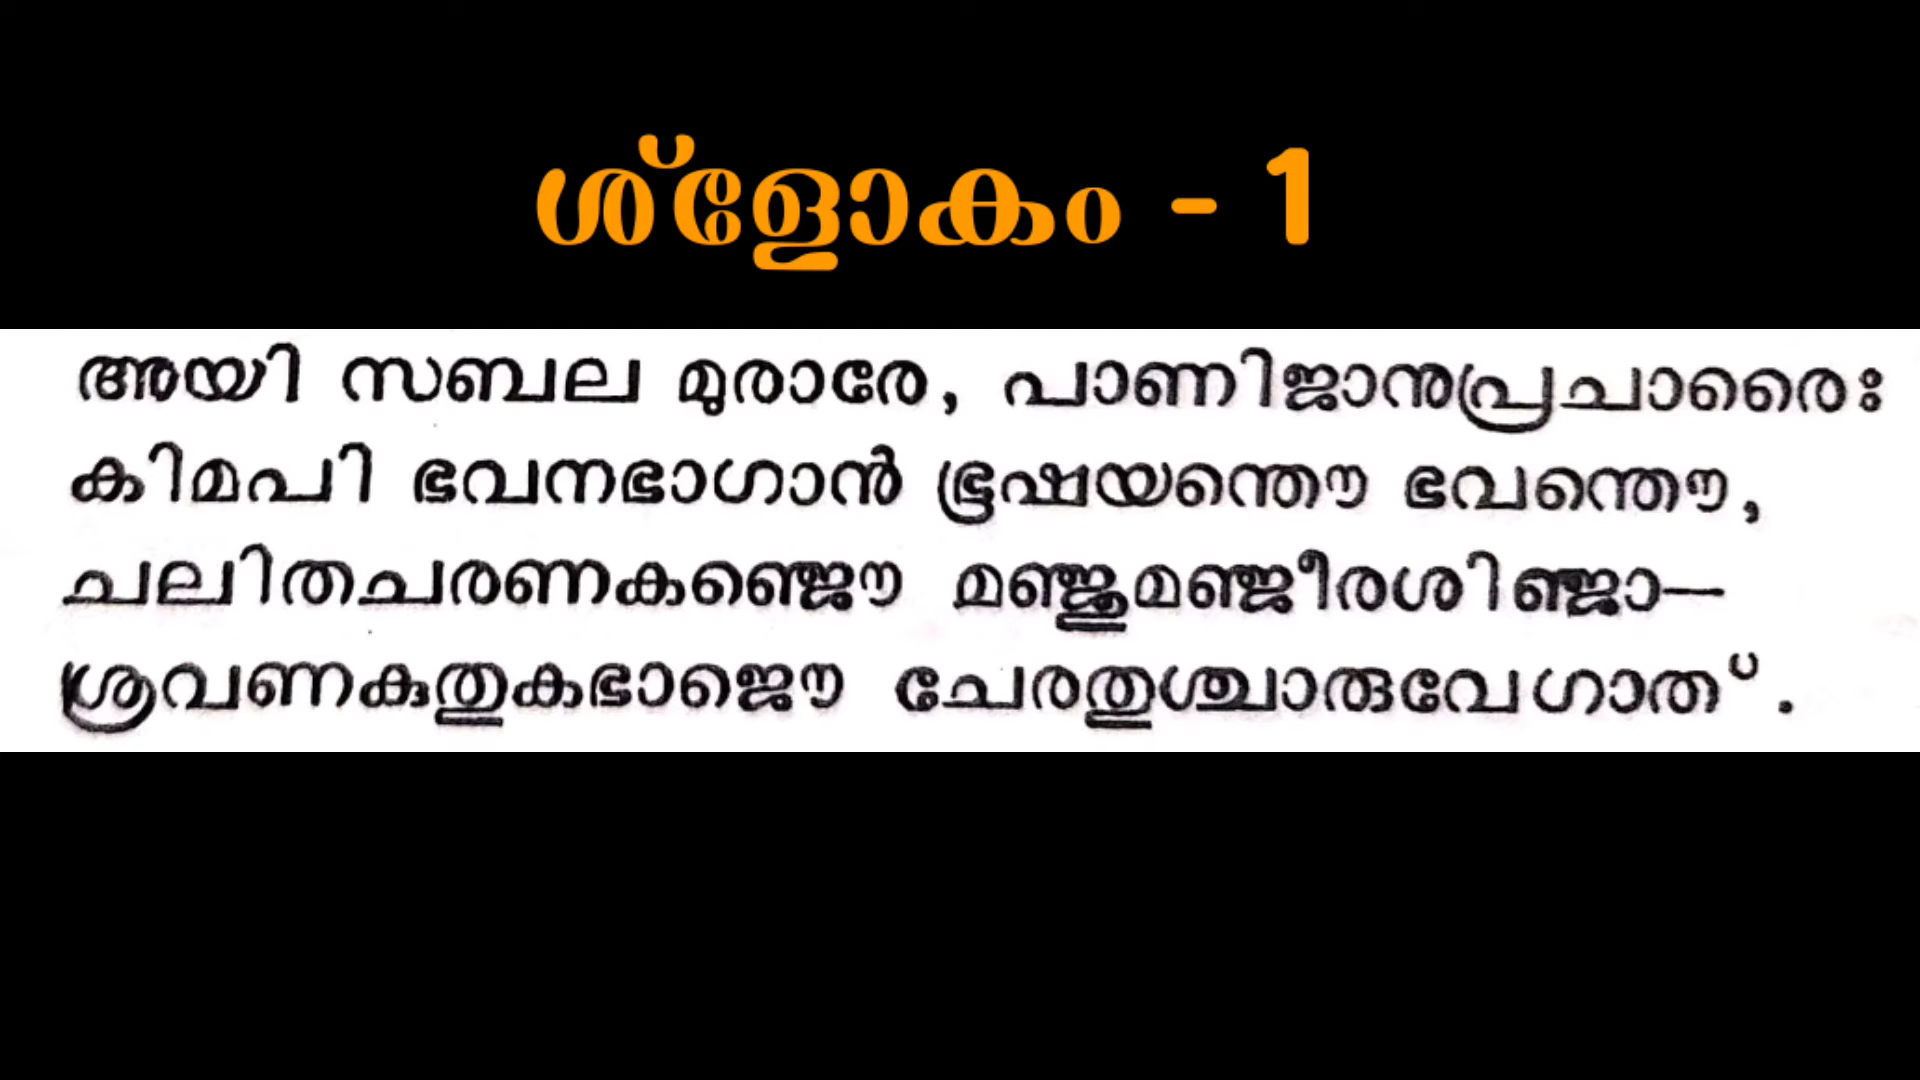 ശ്ളോകം - 1
അയി സബല മുരാരേ, പാണിജാനുപ്രചാരൈഃ
കിമപി ഭവനഭാഗാൻ ഭൂഷയന്തൌ ഭവന്തൌ,
ചലിതചരണകഞ്ജൌ മഞ്ജുമഞ്ജീരശിഞ്ജാ—
ശ്രവണകുതുകഭാജൌ ചേരതുശ്ചാരുവേഗാത്.